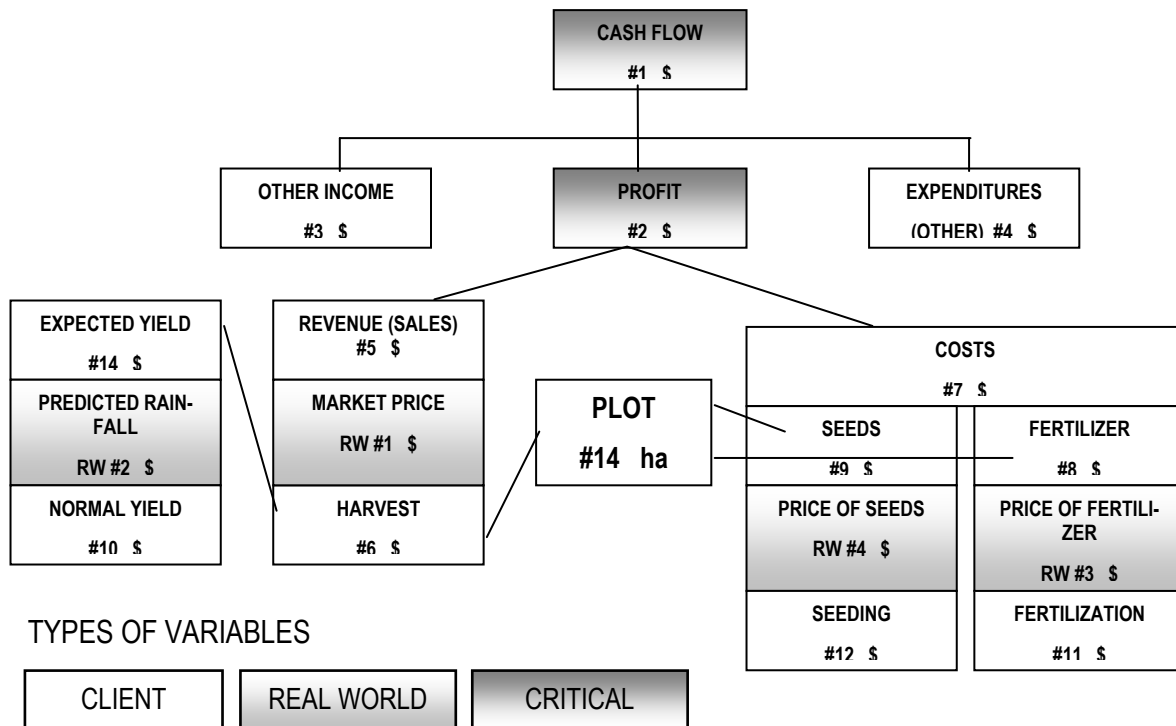 CASH FLOW
#1 $
OTHER INCOME
#3 $
PROFIT
#2 $
EXPENDITURES
(OTHER) #4 $
EXPECTED YIELD
#14 $
PREDICTED RAIN-
FALL
RW #2 $
NORMAL YIELD
#10 $
REVENUE (SALES)
#5 $
MARKET PRICE
RW #1 $
HARVEST
#6 $
PLOT
#14 ha
COSTS
#7 $
SEEDS
#9 $
PRICE OF SEEDS
RW #4 $
SEEDING
#12 $
FERTILIZER
#8 $
PRICE OF FERTILI-
ZER
RW #3 $
FERTILIZATION
#11 $
TYPES OF VARIABLES
CLIENT
REAL WORLD
CRITICAL